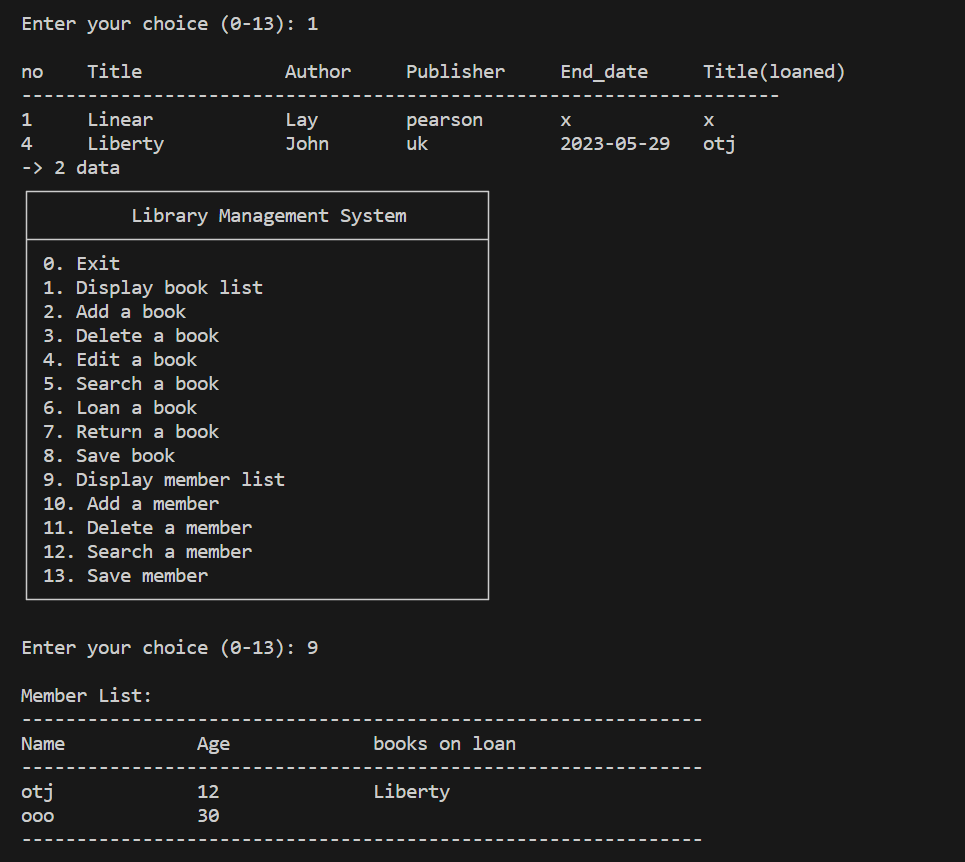 Enter your choice (0-13): 1
no    Title             Author     Publisher     End_date     Title(loaned)
---------------------------------------------------------------------
1     Linear            Lay        pearson       x            x
4     Liberty           John       uk            2023-05-29   otj
-> 2 data
Library Management System
0. Exit
1. Display book list
2. Add a book
3. Delete a book
4. Edit a book
5. Search a book
6. Loan a book
7. Return a book
8. Save book
9. Display member list
10. Add a member
11. Delete a member
12. Search a member
13. Save member
Enter your choice (0-13): 9
Member List:
--------------------------------------------------------------
Name            Age             books on loan
--------------------------------------------------------------
otj             12              Liberty
ooo             30
--------------------------------------------------------------